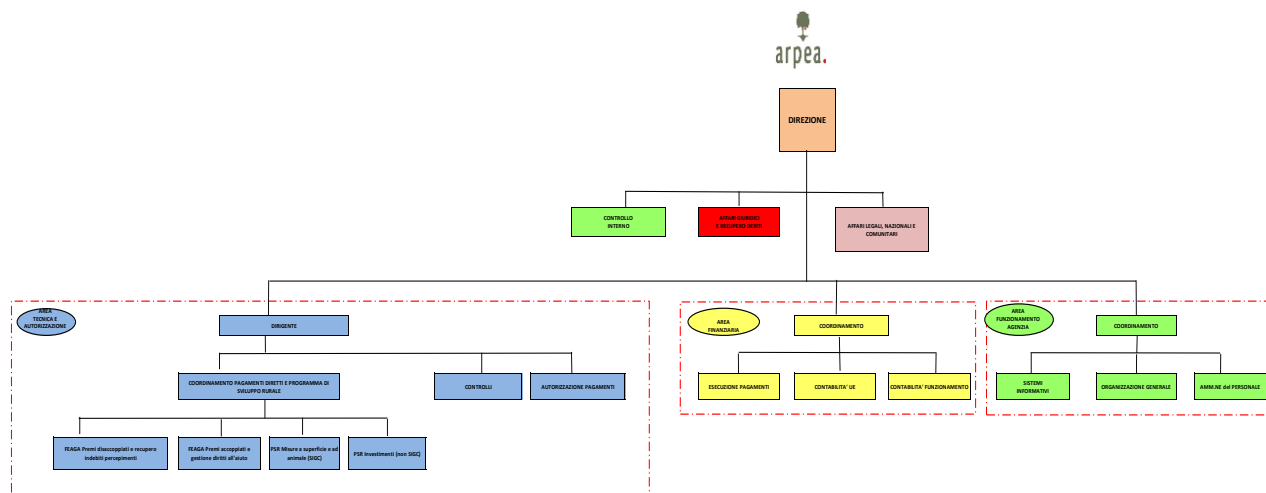 arpea.
DIREZIONE
CONTROLLO
INTERNO
AFFARI GIURIDICI
E RECUPERO DEBITI
AFFARI LEGALI, NAZIONALI E
COMUNITARI
AREA
TECNICA E
AUTORIZZAZIONE
DIRIGENTE
AREA
FINANZIARIA
COORDINAMENTO
AREA
FUNZIONAMENTO
AGENZIA
COORDINAMENTO
COORDINAMENTO PAGAMENTI DIRETTI E PROGRAMMA DI
SVILUPO RURALE
CONTROLLI
AUTORIZZAZIONE PAGAMENTI
ESECUZIONE PAGAMENTI
CONTABILITA' UE
CONTABILITA' FUNZIONAMENTO
SISTEMI
INFORMATIVI
ORGANIZZAZIONE GENERALE
AMM.NE del PERSONALE
FEAGA Premi disaccoppiati e recupero
indebiti percepimenti
FEAGA Premi accoppiati e
gestione diritti all'aiuto
PSR Misure a superficie e ad
animale (SIGC)
PSR Investimenti (non SIGC)